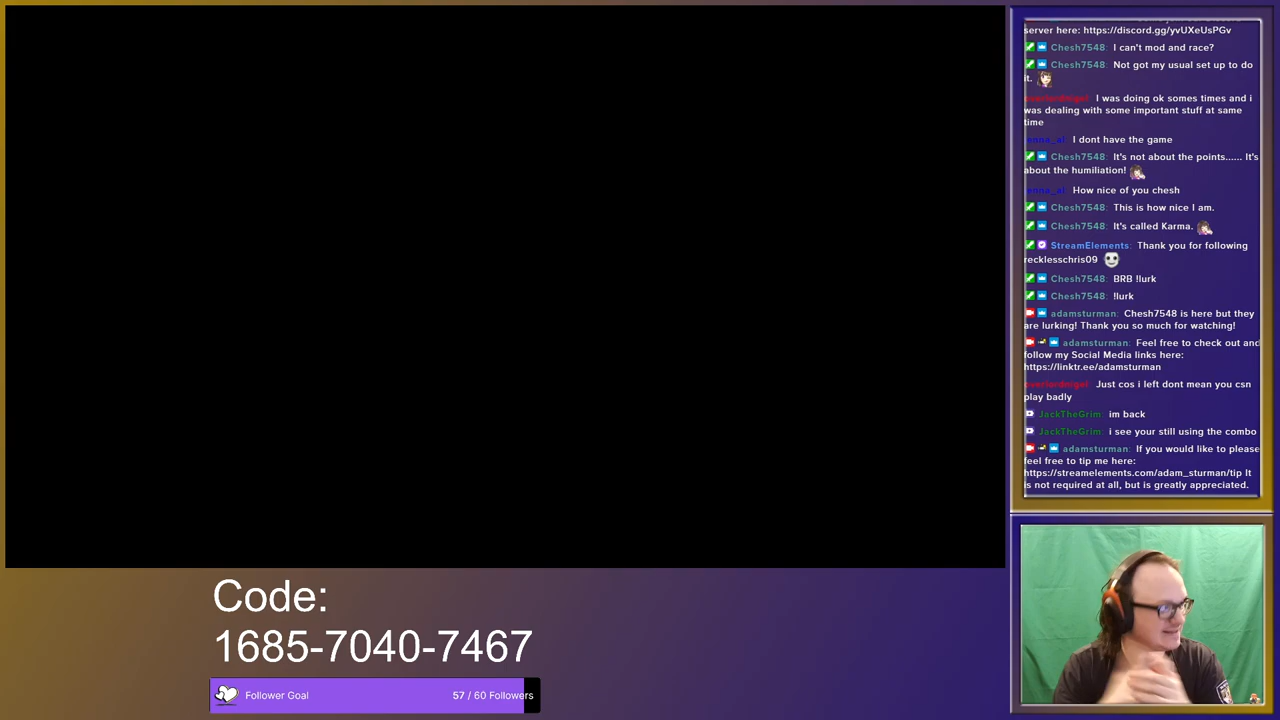 server here: https://discord.gg/yvUXeUsPGv
Chesh7548: I can't mod and race?
Chesh7548: Not got my usual set up to do
it.
overlordnigel: I was doing ok somes times and i
was dealing with some important stuff at same
time
I dont have the game
Chesh7548: It's not about the points...... It's
about the humiliation!
How nice of you chesh
Chesh7548: This is how nice I am.
Chesh7548: It's called Karma.
StreamElements: Thank you for following
recklesschris09
Chesh7548: BRB !lurk
Chesh7548: !lurk
adamsturman: Chesh7548 is here but they
are lurking! Thank you so much for watching!
adamsturman: Feel free to check out and
follow my Social Media links here:
https://linktr.ee/adamsturman
overlordnigel: Just cos i left dont mean you csn
play badly
JackTheGrim: im back
JackTheGrim: i see your still using the combo
adamsturman: If you would like to please
feel free to tip me here:
https://streamelements.com/adam_sturman/tip It
is not required at all, but is greatly appreciated.
Code:
1685-7040-7467
Follower Goal 57 / 60 Followers